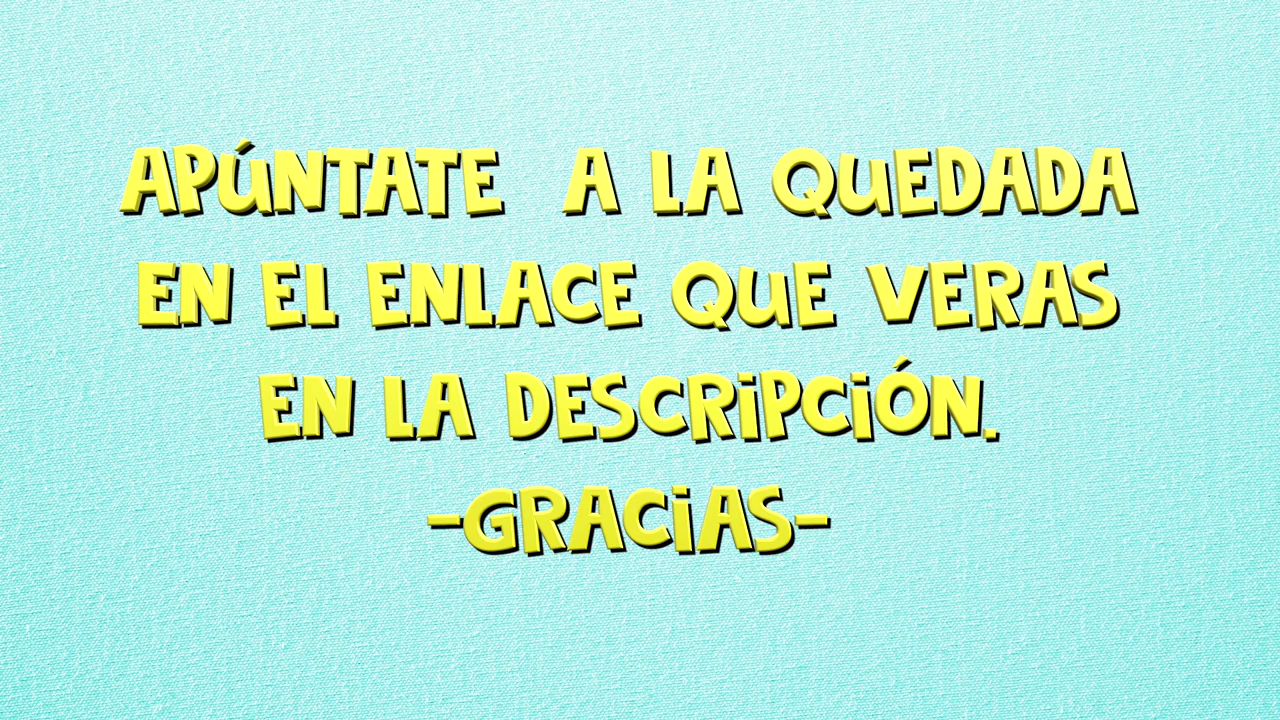 APÚNTATE A LA QUEDADA
EN EL ENLACE QUE VERAS
EN LA DESCRIPCIÓN.
-GRACIAS-